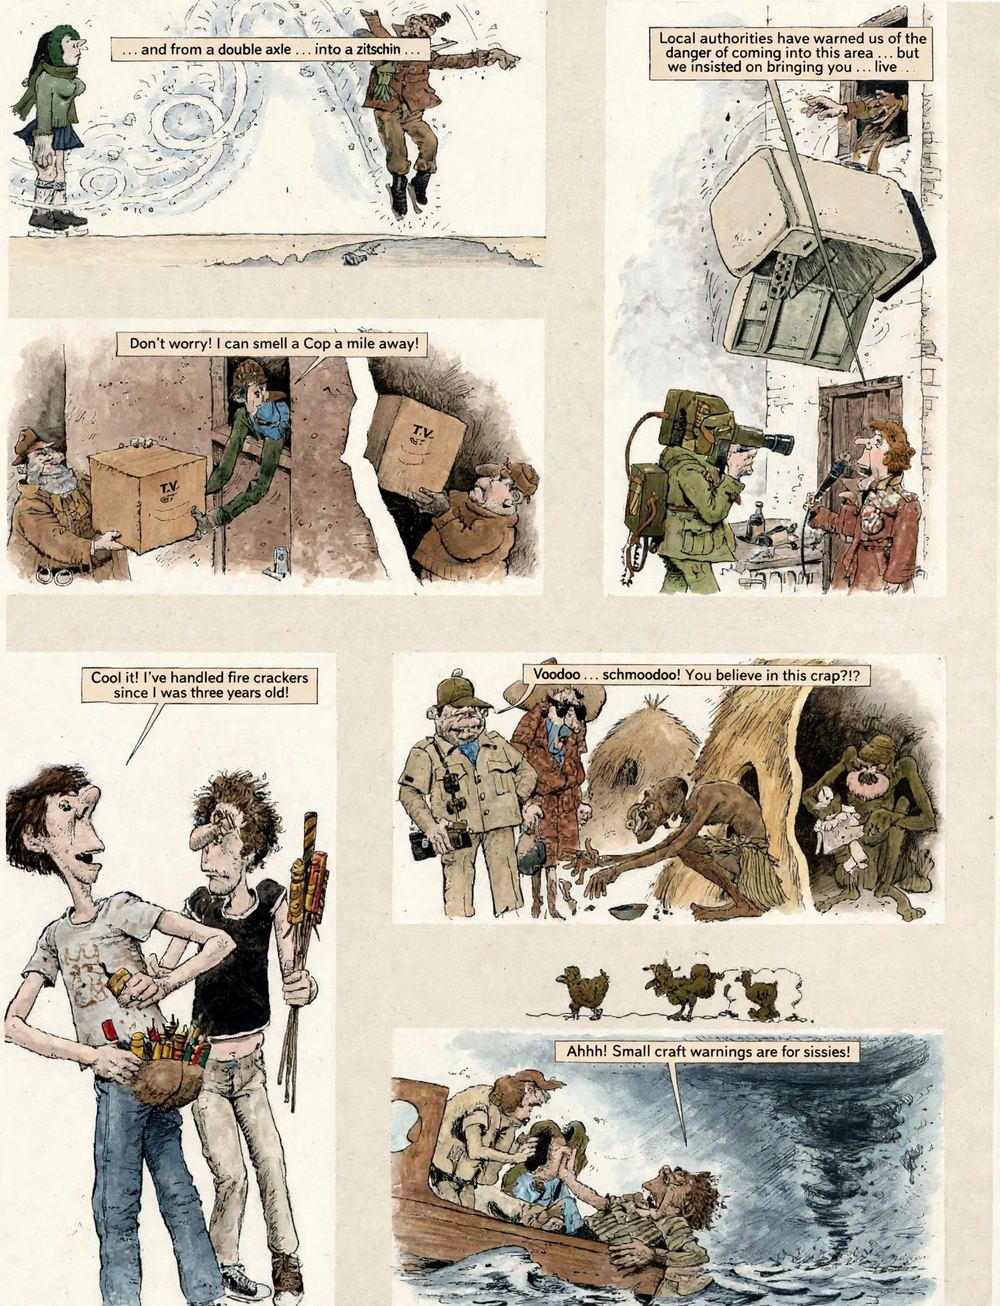 ... and from a double axle ... into a zitschin ...
Local authorities have warned us of the
danger of coming into this area ... but
we insisted on bringing you ... live ...
Don't worry! I can smell a Cop a mile away!
T.V.
T.V.
Cool it! I've handled fire crackers
since I was three years old!
Voodoo ... schmoodoo! You believe in this crap?!?
Ahhh! Small craft warnings are for sissies!